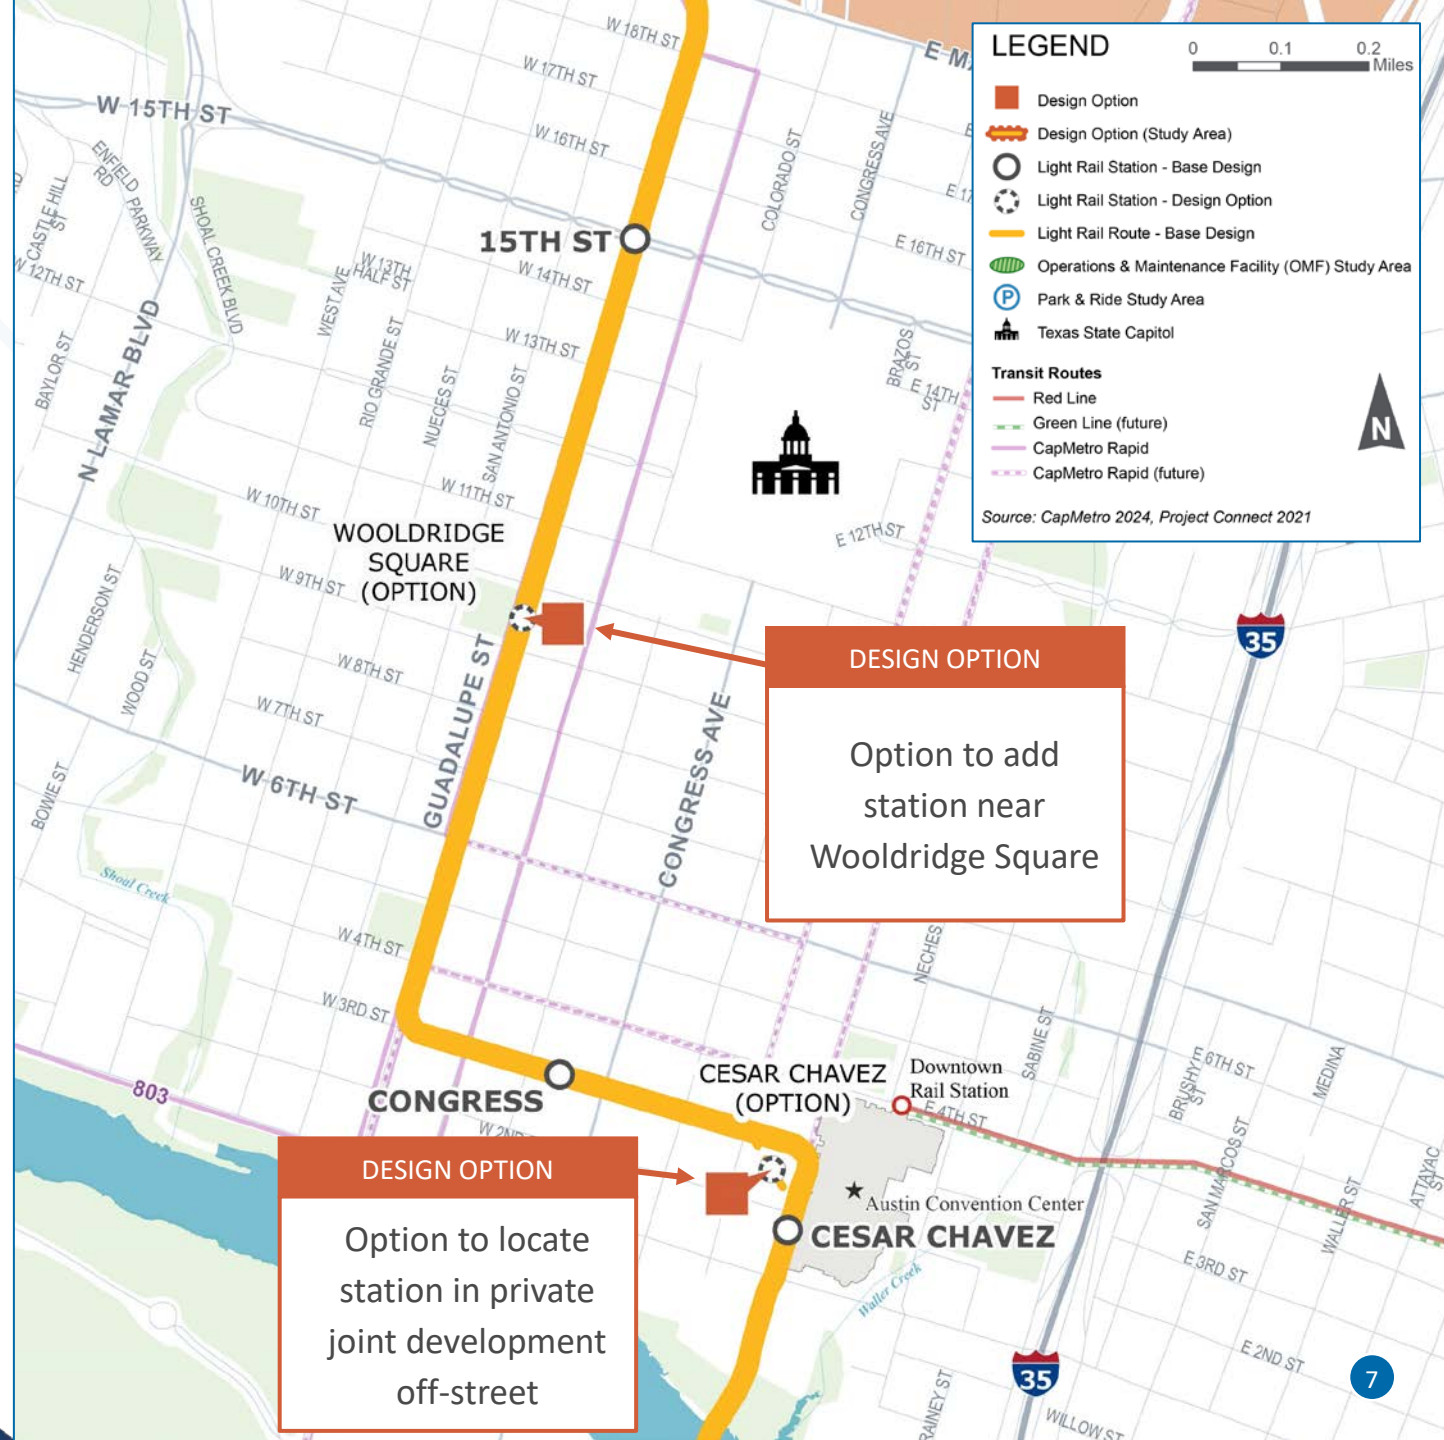 LEGEND
0 0.1 0.2
Miles
Design Option
Design Option (Study Area)
Light Rail Station - Base Design
Light Rail Station - Design Option
Light Rail Route - Base Design
Operations & Maintenance Facility (OMF) Study Area
P
Park & Ride Study Area
Texas State Capitol
Transit Routes
Red Line
Green Line (future)
CapMetro Rapid
CapMetro Rapid (future)
N
Source: CapMetro 2024, Project Connect 2021
W 18TH ST
W 17TH ST
W 15TH ST
W 16TH ST
ENFIELD RD
PARKWAY
CASTLE HILL
ST
SHOAL CREEK BLVD
COLORADO ST
CONGRESS AVE
E 16TH ST
15TH ST
W 12TH ST
W 13TH
HALF ST
W 14TH ST
WEST AVE
W 13TH ST
BAYLOR ST
N LAMAR BLVD
RIO GRANDE ST
NUECES ST
SAN ANTONIO ST
BRAZOS
ST
E 14TH
ST
W 11TH ST
W 10TH ST
E 12TH ST
WOOLDRIDGE
SQUARE
(OPTION)
W 9TH ST
HENDERSON ST
WOOD ST
W 8TH ST
W 7TH ST
GUADALUPE ST
CONGRESS AVE
35
DESIGN OPTION
Option to add
station near
Wooldridge Square
BOWIE ST
W 6TH ST
Shoal Creek
W 4TH ST
W 3RD ST
NECHES
SABINE ST
803
CONGRESS
W 2ND
CESAR CHAVEZ
(OPTION)
Downtown
Rail Station
E 4TH ST
E 6TH ST
BRUSHY
ST
MEDINA
SAN MARCOS ST
WALLER ST
ATTAYAC
ST
DESIGN OPTION
Option to locate
station in private
joint development
off-street
Austin Convention Center
CESAR CHAVEZ
Waller Creek
E 3RD ST
E 2ND ST
35
RAINEY ST
WILLOW ST
7